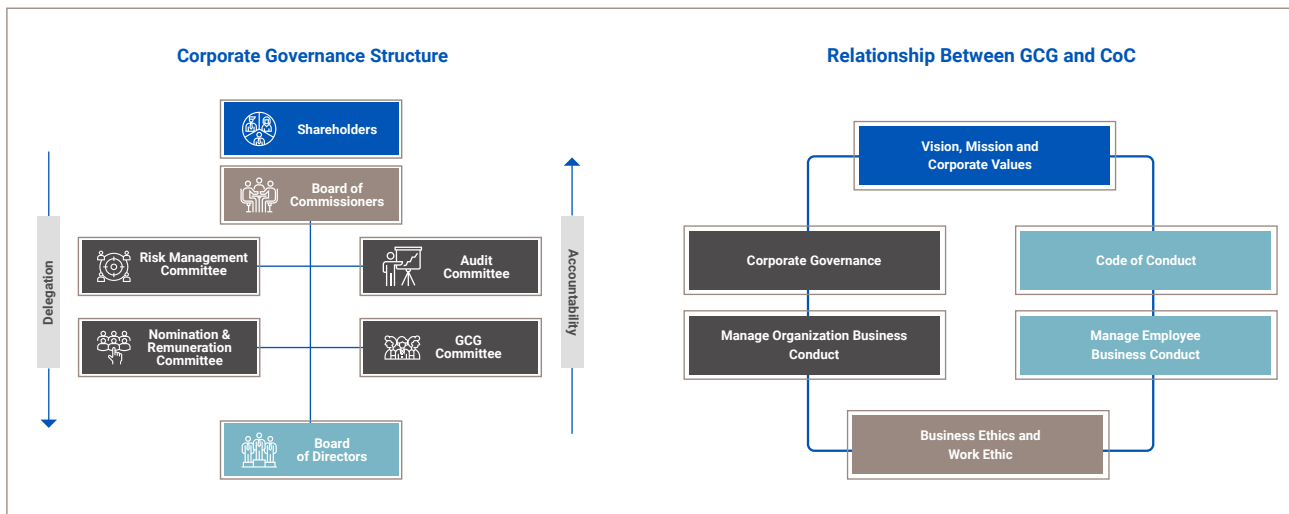 Corporate Governance Structure
Shareholders
Board of
Commissioners
Risk Management
Committee
Audit
Committee
Nomination &
Remuneration
Committee
GCG
Committee
Board
of Directors
Delegation
Accountability
Relationship Between GCG and CoC
Vision, Mission and
Corporate Values
Corporate Governance
Code of Conduct
Manage Organization Business
Conduct
Manage Employee
Business Conduct
Business Ethics and
Work Ethic